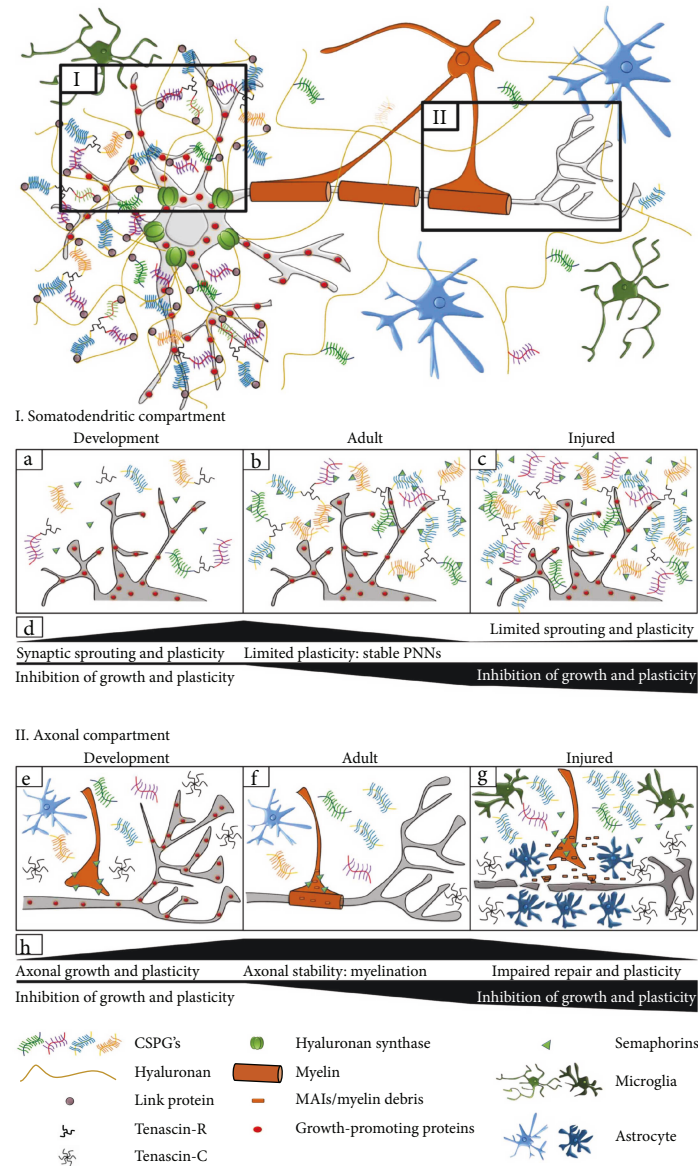 I
II
I. Somatodendritic compartment
Development
Adult
Injured
a
b
c
d
Limited sprouting and plasticity
Synaptic sprouting and plasticity
Limited plasticity: stable PNNs
Inhibition of growth and plasticity
Inhibition of growth and plasticity
II. Axonal compartment
Development
Adult
Injured
e
f
g
h
Axonal growth and plasticity
Axonal stability: myelination
Impaired repair and plasticity
Inhibition of growth and plasticity
Inhibition of growth and plasticity
CSPG's
Hyaluronan synthase
Semaphorins
Hyaluronan
Myelin
Microglia
Link protein
MAIs/myelin debris
Tenascin-R
Growth-promoting proteins
Astrocyte
Tenascin-C